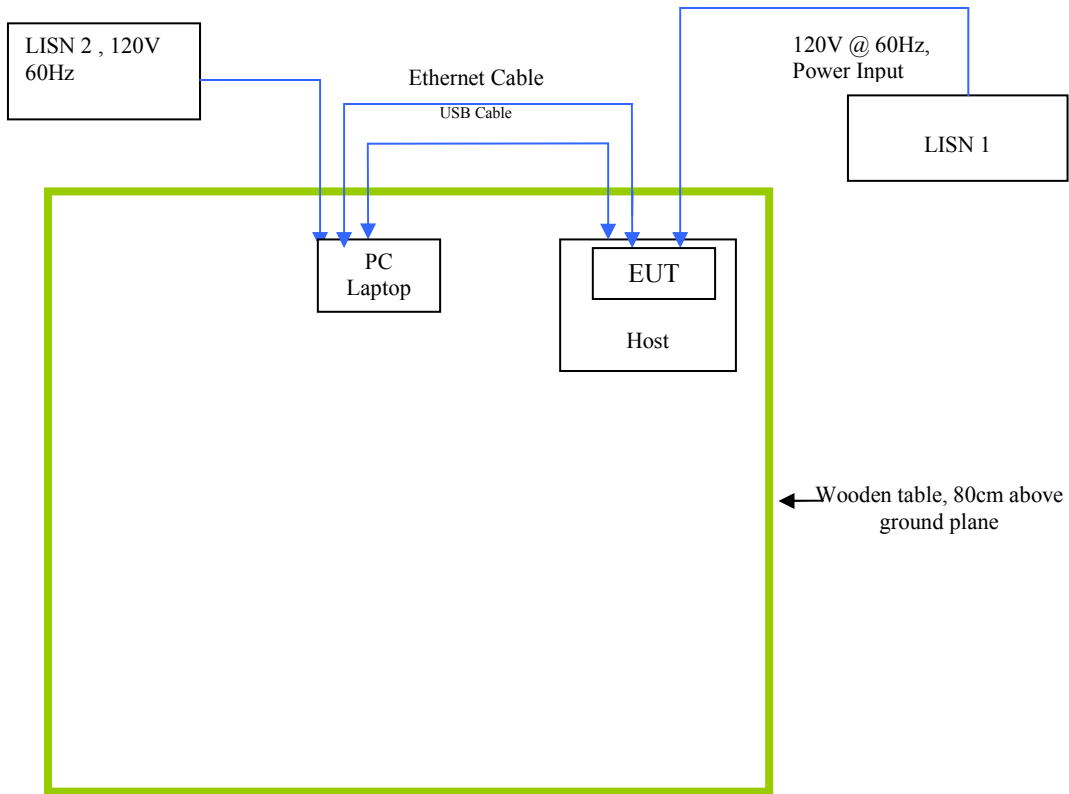 LISN 2 , 120V
60Hz
Ethernet Cable
USB Cable
120V @ 60Hz,
Power Input
LISN 1
PC
Laptop
EUT
Host
Wooden table, 80cm above
ground plane